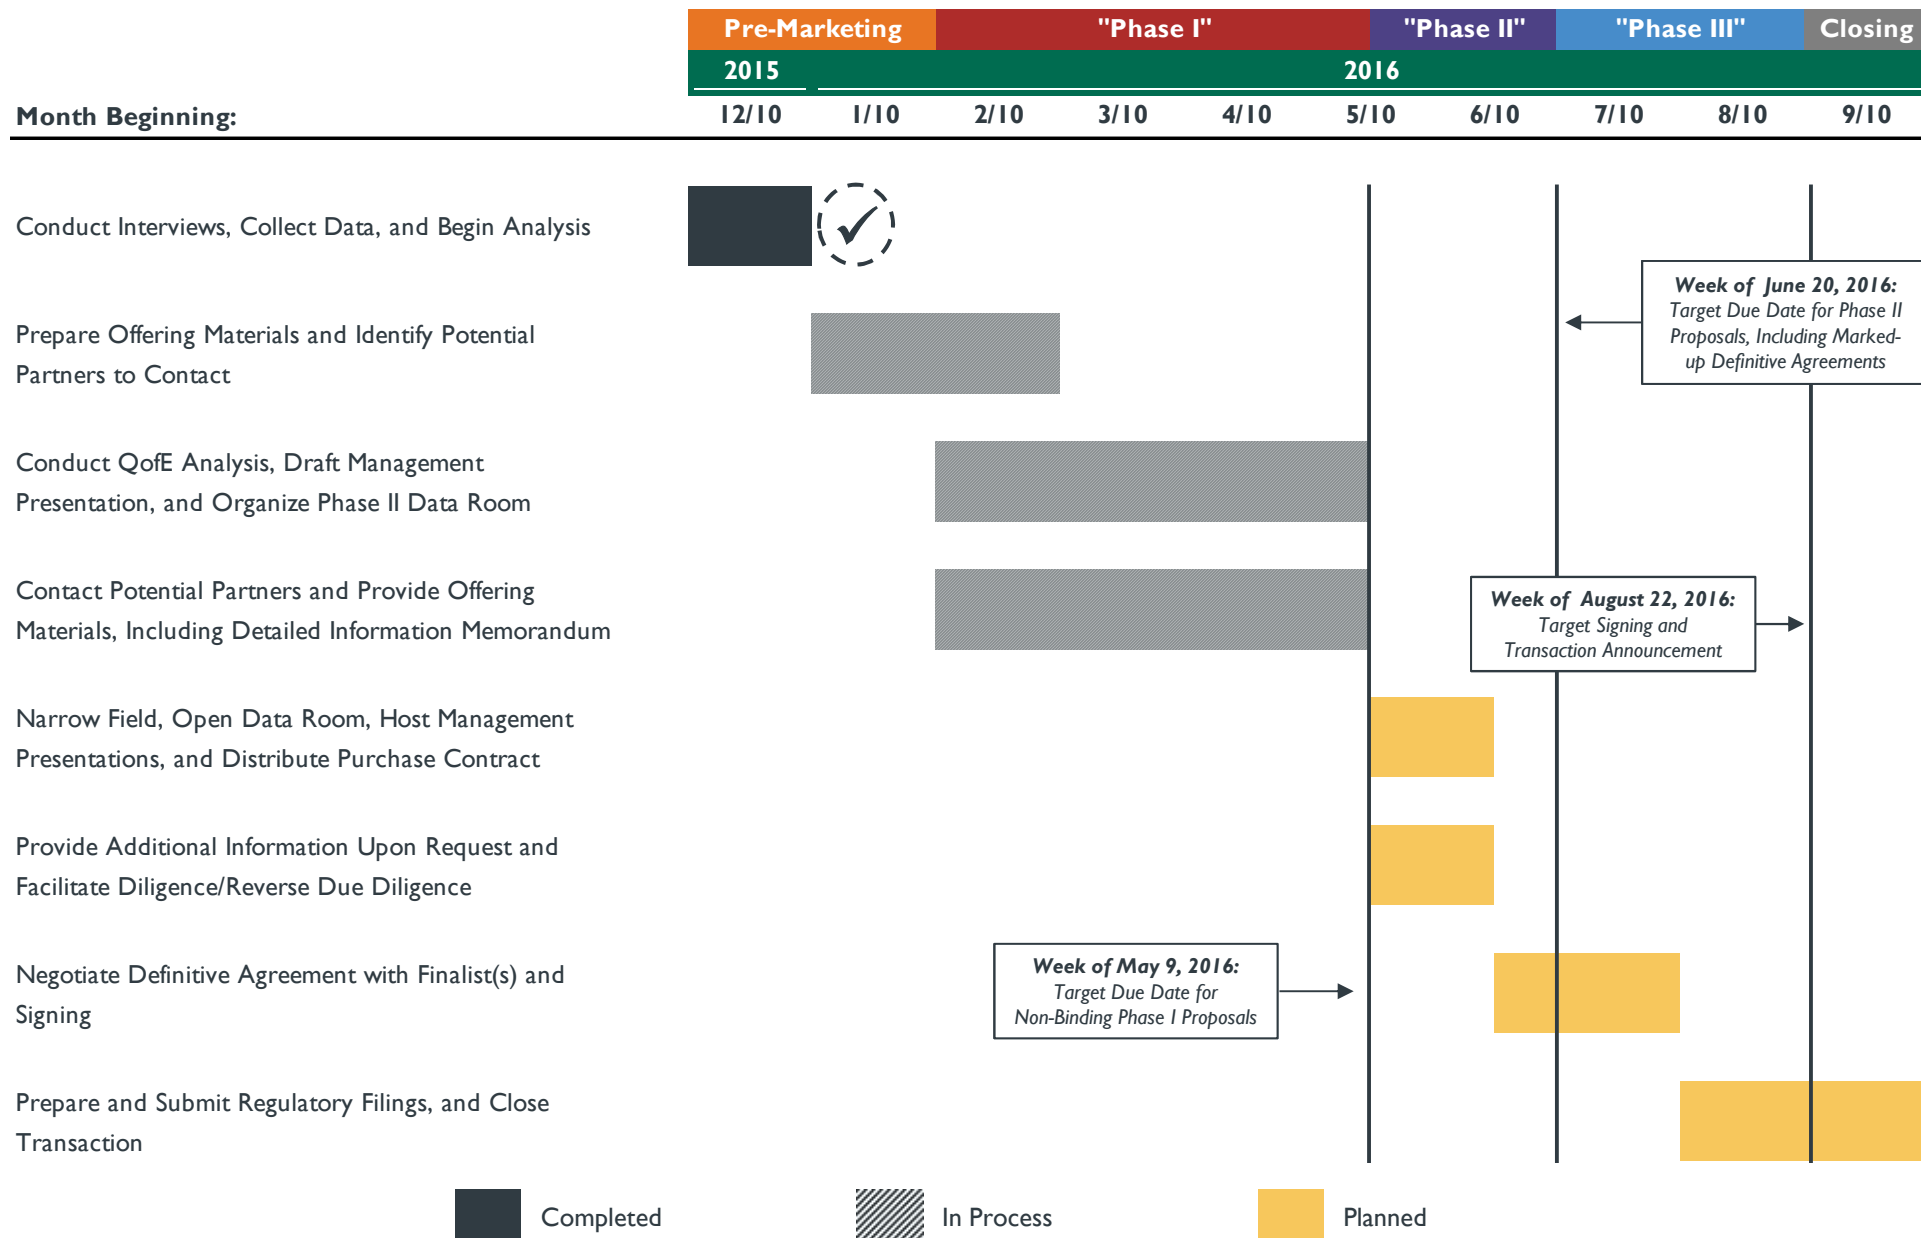 Pre-Marketing "Phase I" "Phase II" "Phase III" Closing
2015 2016
Month Beginning: 12/10 1/10 2/10 3/10 4/10 5/10 6/10 7/10 8/10 9/10
Conduct Interviews, Collect Data, and Begin Analysis
Week of June 20, 2016:
Target Due Date for Phase II
Proposals, Including Marked-
up Definitive Agreements
Prepare Offering Materials and Identify Potential
Partners to Contact
Conduct QofE Analysis, Draft Management
Presentation, and Organize Phase II Data Room
Contact Potential Partners and Provide Offering
Materials, Including Detailed Information Memorandum
Week of August 22, 2016:
Target Signing and
Transaction Announcement
Narrow Field, Open Data Room, Host Management
Presentations, and Distribute Purchase Contract
Provide Additional Information Upon Request and
Facilitate Diligence/Reverse Due Diligence
Negotiate Definitive Agreement with Finalist(s) and
Signing
Week of May 9, 2016:
Target Due Date for
Non-Binding Phase I Proposals
Prepare and Submit Regulatory Filings, and Close
Transaction
Completed In Process Planned